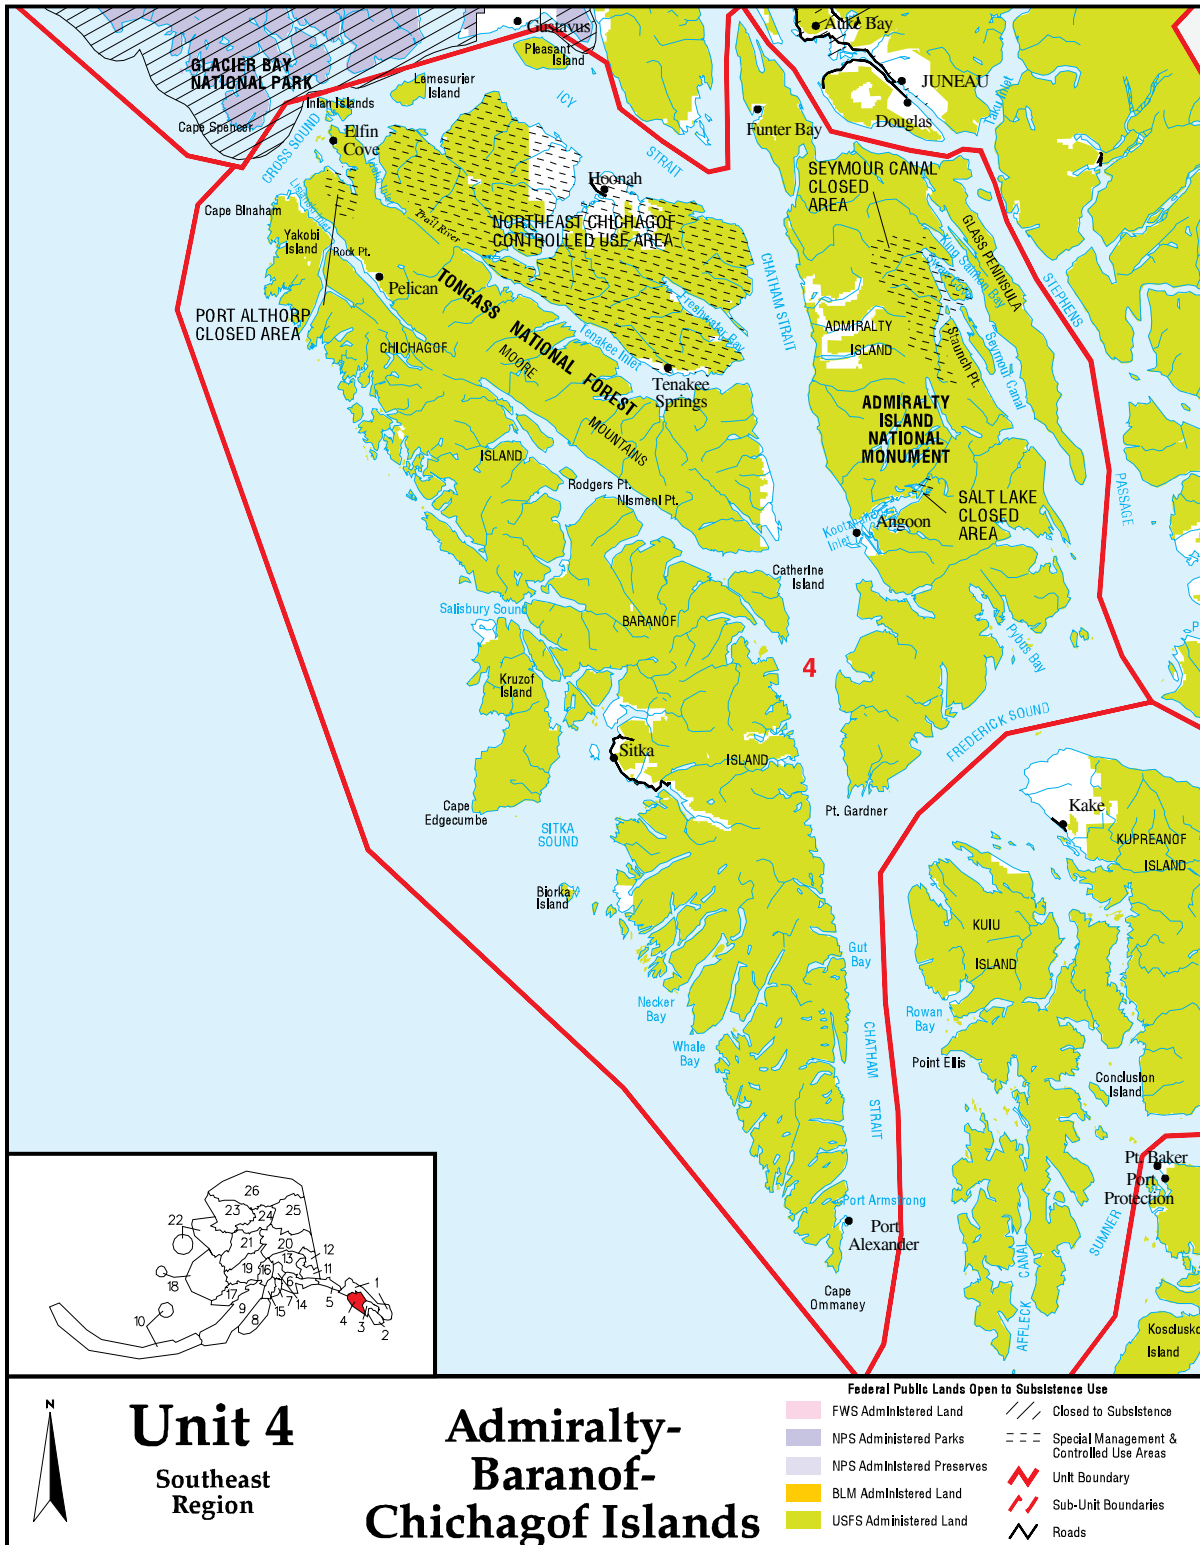 Gustavus
Pleasant
Island
Auke Bay
GLACIER BAY
NATIONAL PARK
Lemesurier
Island
ICY
STRAIT
JUNEAU
Douglas
Taku Inlet
Inian Islands
Cape Spencer
CROSS SOUND
Elfin
Cove
Funter Bay
SEYMOUR CANAL
CLOSED
AREA
Hoonah
NORTHEAST CHICHAGOF
CONTROLLED USE AREA
Trail River
Cape Bingham
Yakobi
Island
Rock Pt.
Pelican
PORT ALTHORP
CLOSED AREA
GLASS PENINSULA
King Salmon Bay
STEPHENS
PASSAGE
CHATHAM STRAIT
Freshwater Bay
TONGASS NATIONAL FOREST
CHICHAGOF
ISLAND
MOORE
MOUNTAINS
Tenakee Inlet
Tenakee
Springs
ADMIRALTY
ISLAND
Staunch Pt.
Seymour Canal
ADMIRALTY
ISLAND
NATIONAL
MONUMENT
Rodgers Pt.
Nismeni Pt.
SALT LAKE
CLOSED
AREA
Inlet
Angoon
Catherine
Island
Salisbury Sound
BARANOF
ISLAND
Pybus Bay
4
Kruzof
Island
Sitka
FREDERICK SOUND
Cape
Edgecumbe
SITKA
SOUND
Pt. Gardner
Kake
KUPREANOF
ISLAND
Biorka
Island
KUIU
ISLAND
Gut
Bay
Necker
Bay
Rowan
Bay
Whale
Bay
Point Ellis
CHATHAM
STRAIT
Conclusion
Island
Pt. Baker
Port
Protection
SUMNER
Port Armstrong
Port
Alexander
AFFLECK CANAL
Cape
Ommaney
Kosciusko
Island
26
23
24
25
22
21
20
12
13
11
19
16
18
17
6
1
9
7
14
5
15
10
8
4
3
2
N
Unit 4
Southeast
Region
Admiralty-
Baranof-
Chichagof Islands
Federal Public Lands Open to Subsistence Use
FWS Administered Land
NPS Administered Parks
NPS Administered Preserves
BLM Administered Land
USFS Administered Land
Closed to Subsistence
Special Management &
Controlled Use Areas
Unit Boundary
Sub-Unit Boundaries
Roads